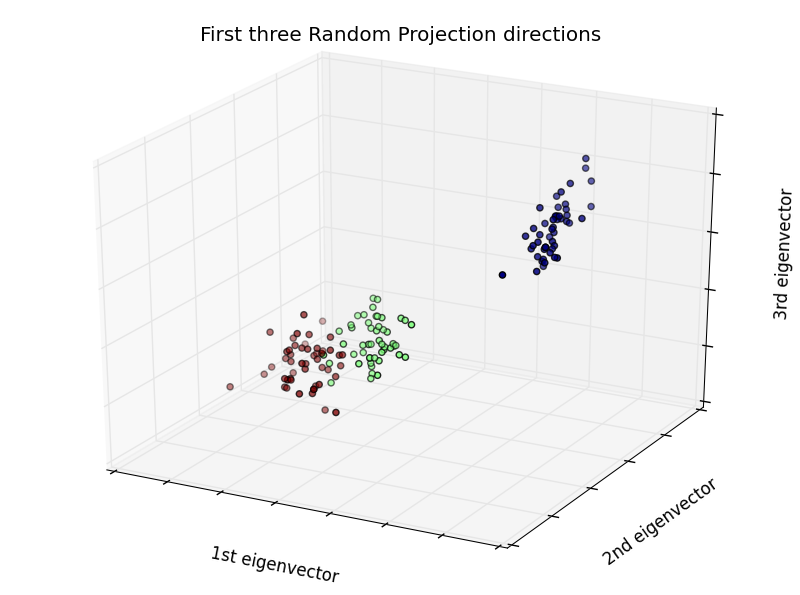 First three Random Projection directions
3rd eigenvector
2nd eigenvector
1st eigenvector